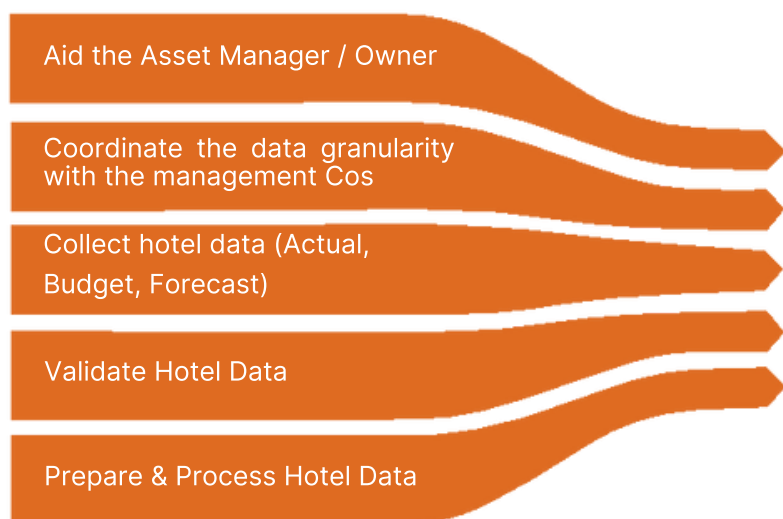 Aid the Asset Manager / Owner
Coordinate the data granularity
with the management Cos
Collect hotel data (Actual,
Budget, Forecast)
Validate Hotel Data
Prepare & Process Hotel Data